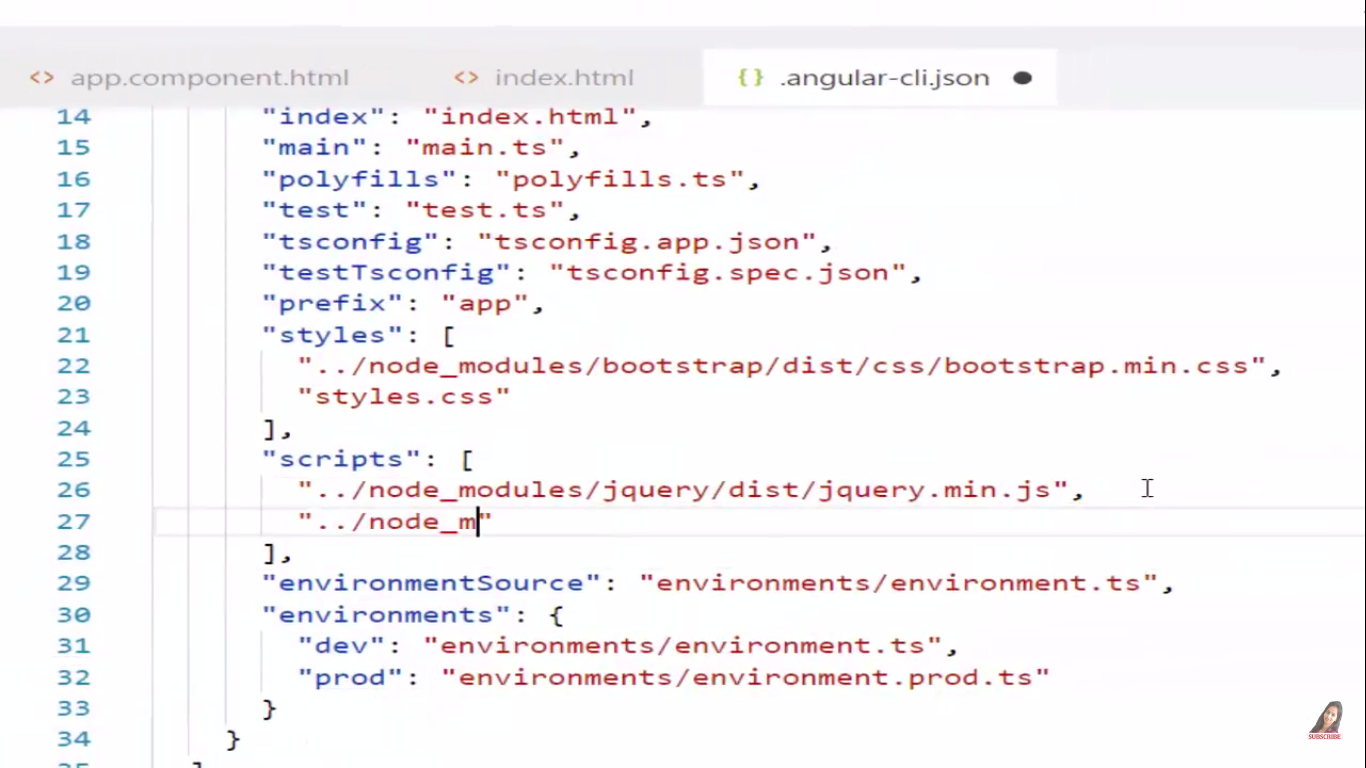 <> app.component.html <> index.html {} .angular-cli.json ●
14 "index": "index.html",
15 "main": "main.ts",
16 "polyfills": "polyfills.ts",
17 "test": "test.ts",
18 "tsconfig": "tsconfig.app.json",
19 "testTsconfig": "tsconfig.spec.json",
20 "prefix": "app",
21 "styles": [
22 "../node_modules/bootstrap/dist/css/bootstrap.min.css",
23 "styles.css"
24 ],
25 "scripts": [
26 "../node_modules/jquery/dist/jquery.min.js",
27 "../node_m"
28 ],
29 "environmentSource": "environments/environment.ts",
30 "environments": {
31 "dev": "environments/environment.ts",
32 "prod": "environments/environment.prod.ts"
33 }
34 }
SUBSCRIBE